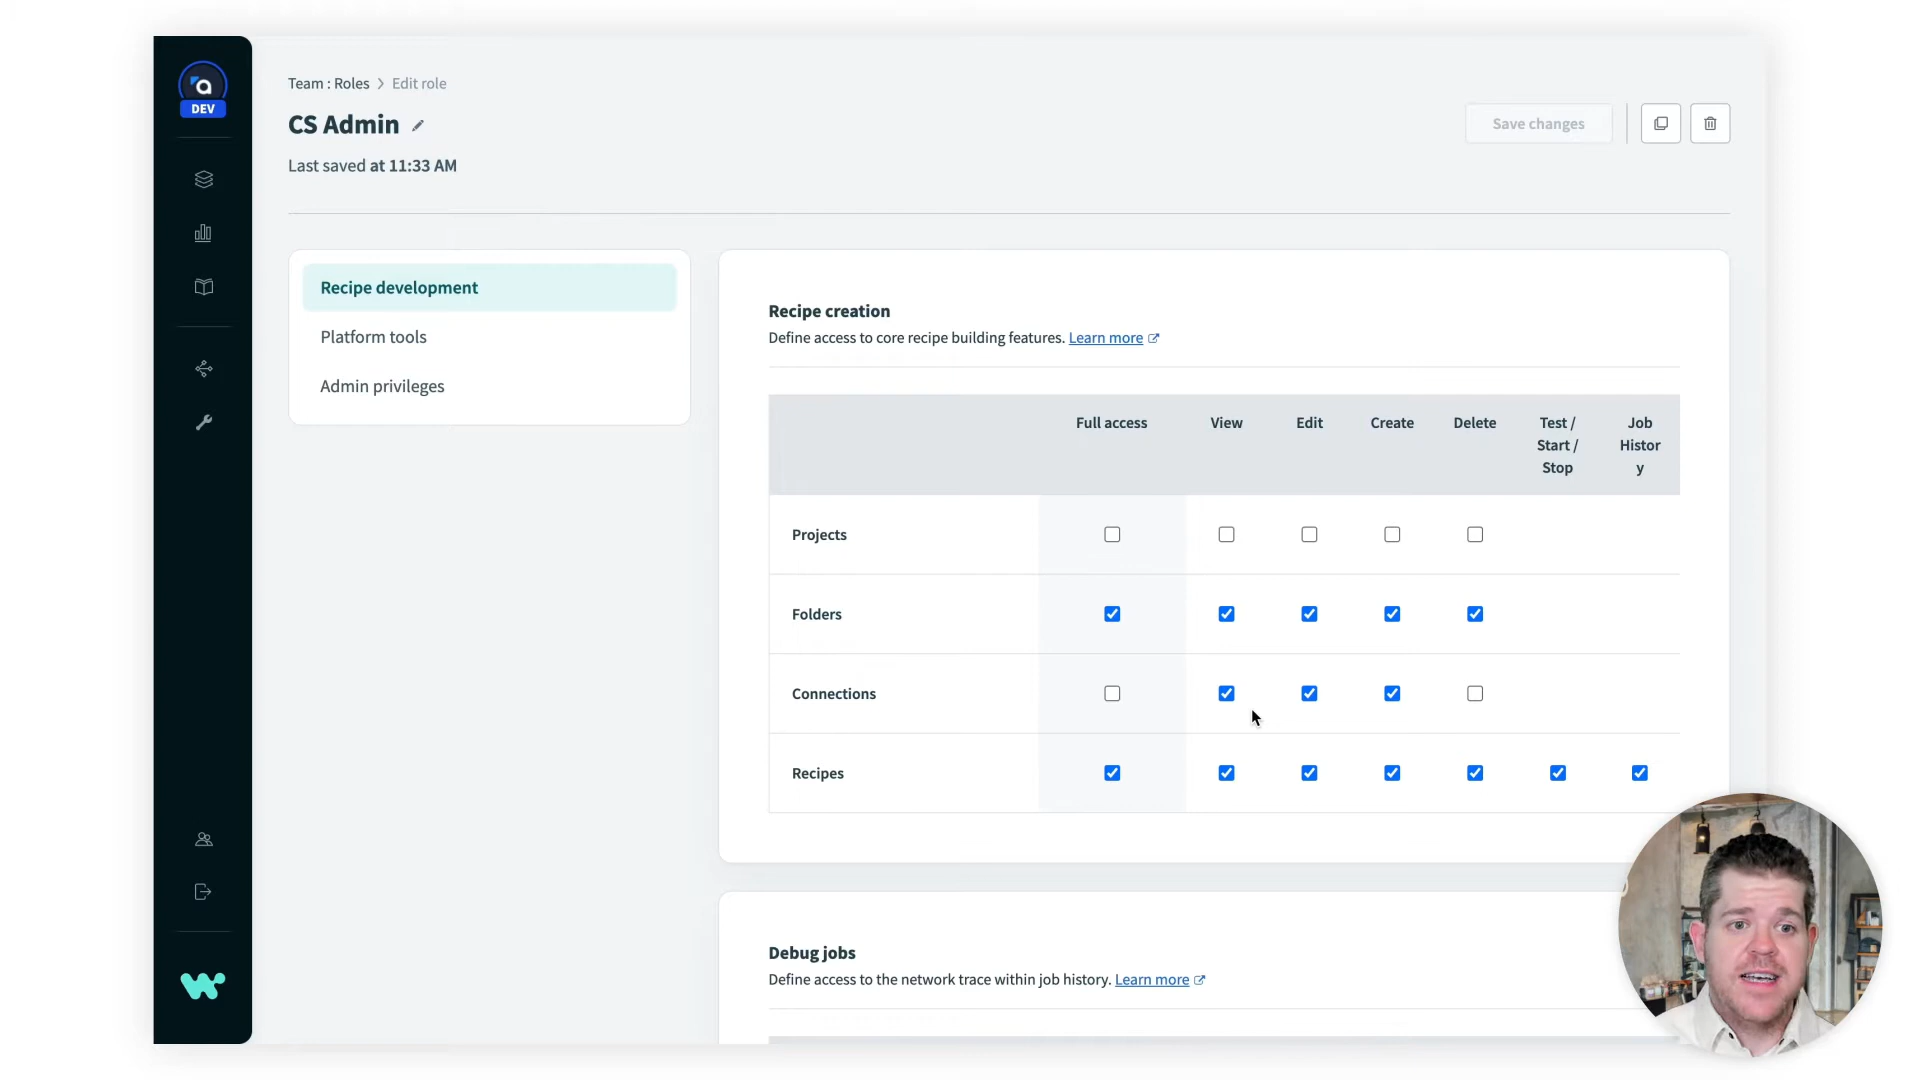 DEV
Team : Roles > Edit role
CS Admin
Last saved at 11:33 AM
Save changes
Recipe development
Platform tools
Admin privileges
Recipe creation
Define access to core recipe building features. Learn more
Full access View Edit Create Delete Test / Start / Stop Job History
Projects
Folders
Connections
Recipes
Debug jobs
Define access to the network trace within job history. Learn more